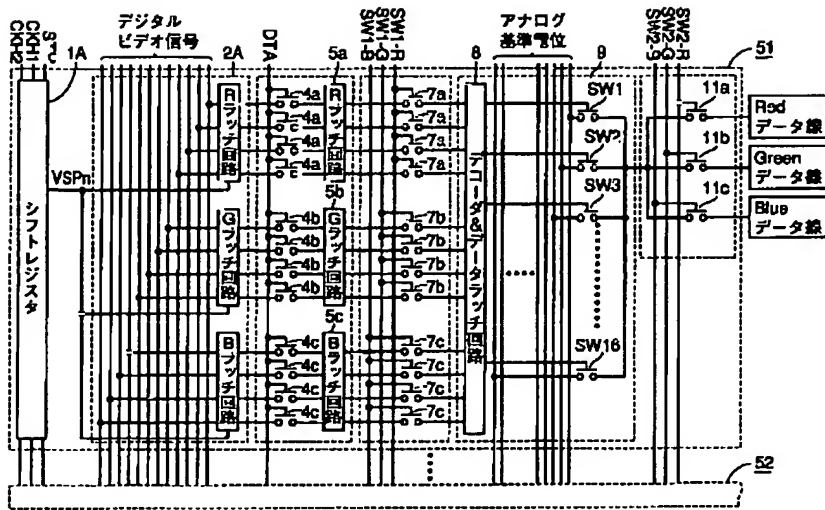 CKH2
CKH1
1A
デジタル
ビデオ信号
2A
DTA
5a
SW1-B
SW1-G
SW1-R
8
アナログ
基準電位
9
SW2-G
SW2-R
51
シフトレジスタ
VSPn
Rラッチ回路
4a
4a
4a
4a
Rラッチ回路
7a
7a
7a
7a
SW1
SW2
SW3
11a
11b
11c
Red
データ線
Green
データ線
Blue
データ線
Gラッチ回路
4b
4b
4b
4b
5b
Gラッチ回路
7b
7b
7b
7b
デコーダ&データラッチ回路
Bラッチ回路
4c
4c
4c
4c
5c
Bラッチ回路
7c
7c
7c
7c
SW16
52